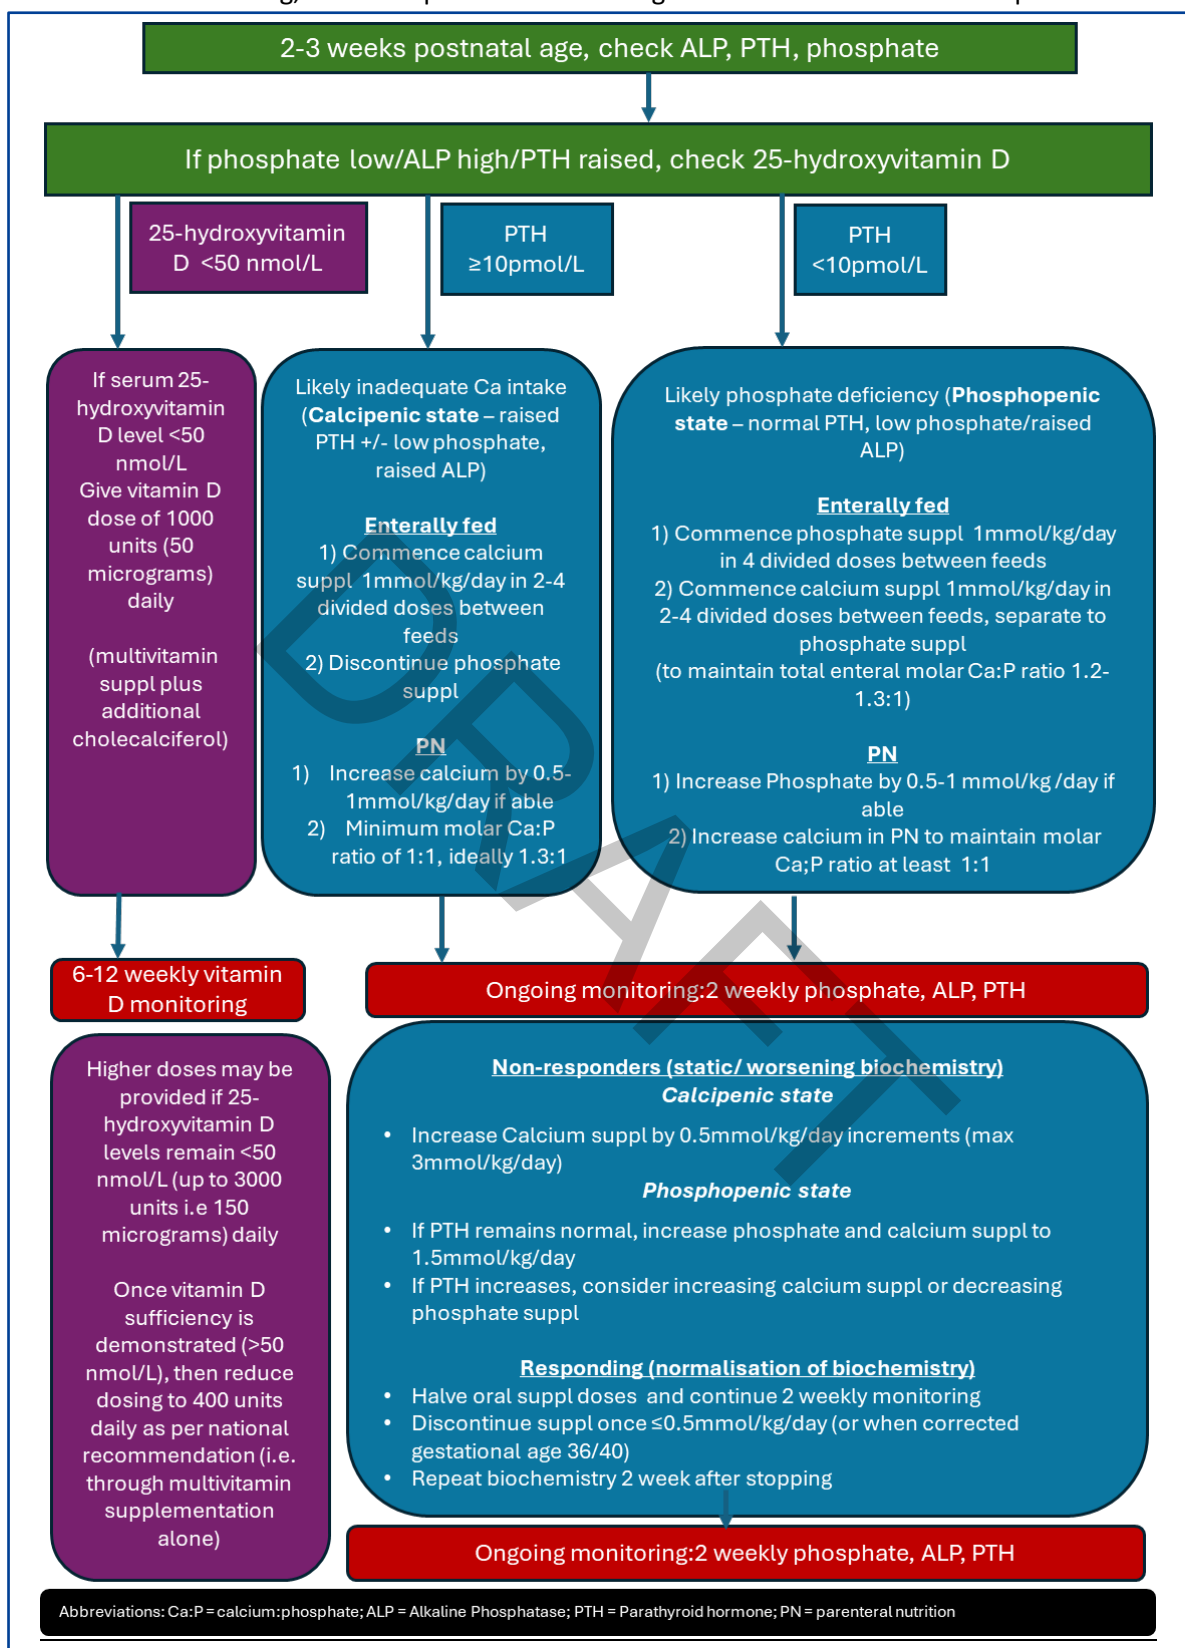 2-3 weeks postnatal age, check ALP, PTH, phosphate
If phosphate low/ALP high/PTH raised, check 25-hydroxyvitamin D
25-hydroxyvitamin
D <50 nmol/L
PTH
≥10pmol/L
PTH
<10pmol/L
If serum 25-
hydroxyvitamin
D level <50
nmol/L
Give vitamin D
dose of 1000
units (50
micrograms)
daily
(multivitamin
suppl plus
additional
cholecalciferol)
Likely inadequate Ca intake
(Calcipenic state – raised
PTH +/- low phosphate,
raised ALP)
Enterally fed
1) Commence calcium
suppl 1mmol/kg/day in 2-4
divided doses between
feeds
2) Discontinue phosphate
suppl
PN
1) Increase calcium by 0.5-
1mmol/kg/day if able
2) Minimum molar Ca:P
ratio of 1:1, ideally 1.3:1
Likely phosphate deficiency (Phosphopenic
state – normal PTH, low phosphate/raised
ALP)
Enterally fed
1) Commence phosphate suppl 1mmol/kg/day
in 4 divided doses between feeds
2) Commence calcium suppl 1mmol/kg/day in
2-4 divided doses between feeds, separate to
phosphate suppl
(to maintain total enteral molar Ca:P ratio 1.2-
1.3:1)
PN
1) Increase Phosphate by 0.5-1 mmol/kg /day if
able
2) Increase calcium in PN to maintain molar
Ca;P ratio at least 1:1
DRAFT
6-12 weekly vitamin
D monitoring
Ongoing monitoring:2 weekly phosphate, ALP, PTH
Higher doses may be
provided if 25-
hydroxyvitamin D
levels remain <50
nmol/L (up to 3000
units i.e 150
micrograms) daily
Once vitamin D
sufficiency is
demonstrated (>50
nmol/L), then reduce
dosing to 400 units
daily as per national
recommendation (i.e.
through multivitamin
supplementation
alone)
Non-responders (static/ worsening biochemistry)
Calcipenic state
• Increase Calcium suppl by 0.5mmol/kg/day increments (max
3mmol/kg/day)
Phosphopenic state
• If PTH remains normal, increase phosphate and calcium suppl to
1.5mmol/kg/day
• If PTH increases, consider increasing calcium suppl or decreasing
phosphate suppl
Responding (normalisation of biochemistry)
• Halve oral suppl doses and continue 2 weekly monitoring
• Discontinue suppl once ≤0.5mmol/kg/day (or when corrected
gestational age 36/40)
• Repeat biochemistry 2 week after stopping
Ongoing monitoring:2 weekly phosphate, ALP, PTH
Abbreviations: Ca:P = calcium:phosphate; ALP = Alkaline Phosphatase; PTH = Parathyroid hormone; PN = parenteral nutrition